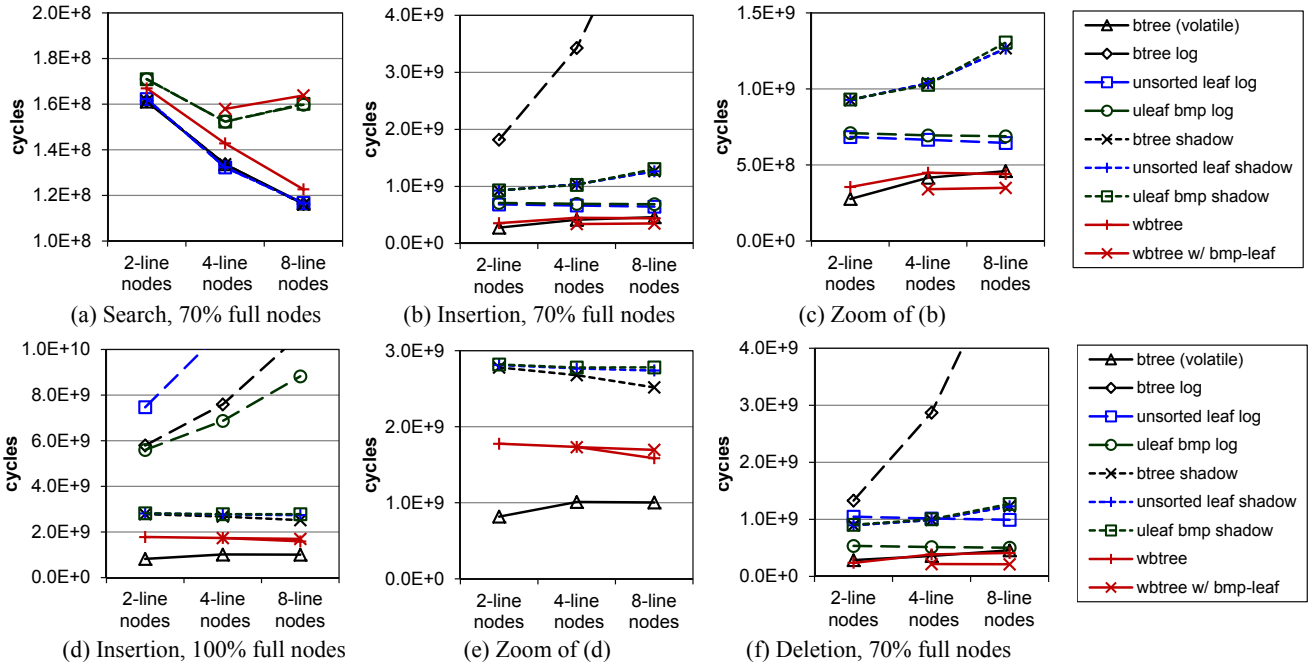 cycles
1.8E+8
1.6E+8
1.4E+8
1.2E+8
1.0E+8
2-line nodes
4-line nodes
8-line nodes
(a) Search, 70% full nodes
4.0E+9
3.0E+9
2.0E+9
1.0E+9
0.0E+0
cycles
2-line nodes
4-line nodes
8-line nodes
(b) Insertion, 70% full nodes
1.5E+9
1.0E+9
5.0E+8
0.0E+0
cycles
2-line nodes
4-line nodes
8-line nodes
(c) Zoom of (b)
btree (volatile)
btree log
unsorted leaf log
uleaf bmp log
btree shadow
unsorted leaf shadow
uleaf bmp shadow
wbtree
wbtree w/ bmp-leaf
1.0E+10
8.0E+9
6.0E+9
4.0E+9
2.0E+9
0.0E+0
cycles
2-line nodes
4-line nodes
8-line nodes
(d) Insertion, 100% full nodes
3.0E+9
2.0E+9
1.0E+9
0.0E+0
cycles
2-line nodes
4-line nodes
8-line nodes
(e) Zoom of (d)
4.0E+9
3.0E+9
2.0E+9
1.0E+9
0.0E+0
cycles
2-line nodes
4-line nodes
8-line nodes
(f) Deletion, 70% full nodes
btree (volatile)
btree log
unsorted leaf log
uleaf bmp log
btree shadow
unsorted leaf shadow
uleaf bmp shadow
wbtree
wbtree w/ bmp-leaf